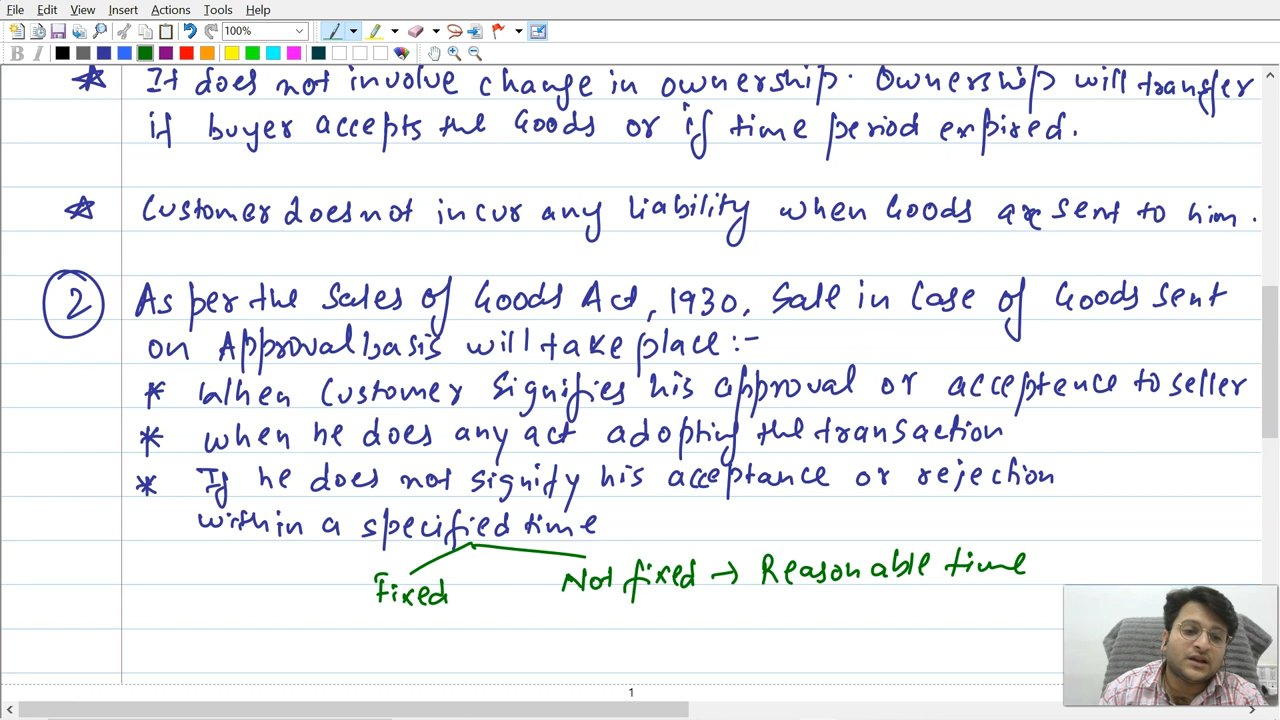 File Edit View Insert Actions Tools Help
100%
B I
It does not involve change in ownership. Ownership will transfer
if buyer accepts the Goods or if time period expired.
Customer does not incur any liability when Goods are sent to him.
2 As per the Sales of Goods Act, 1930, Sale in Case of Goods sent
on Approval basis will take place :-
* When Customer signifies his approval or acceptence to seller
* when he does any act adopting the transaction
* If he does not signify his acceptance or rejection
within a specified time
Fixed Not fixed → Reasonable time
1